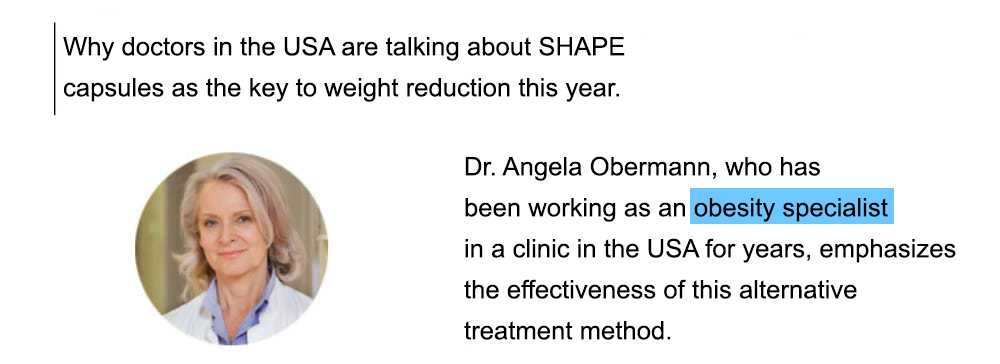 Why doctors in the USA are talking about SHAPE
capsules as the key to weight reduction this year.
Dr. Angela Obermann, who has
been working as an obesity specialist
in a clinic in the USA for years, emphasizes
the effectiveness of this alternative
treatment method.